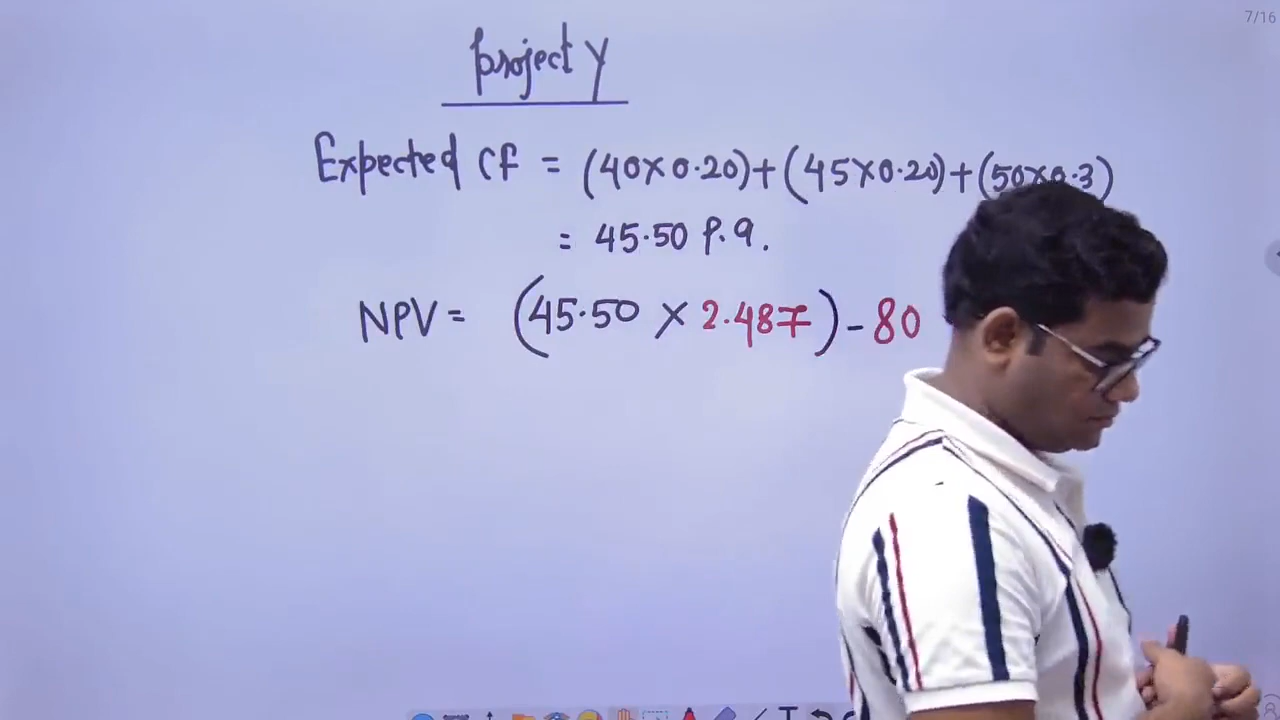 7/16
Project Y
Expected CF = (40×0.20)+(45×0.20)+(50×0.3)
= 45.50 P.a.
NPV = (45.50 × 2.487) - 80